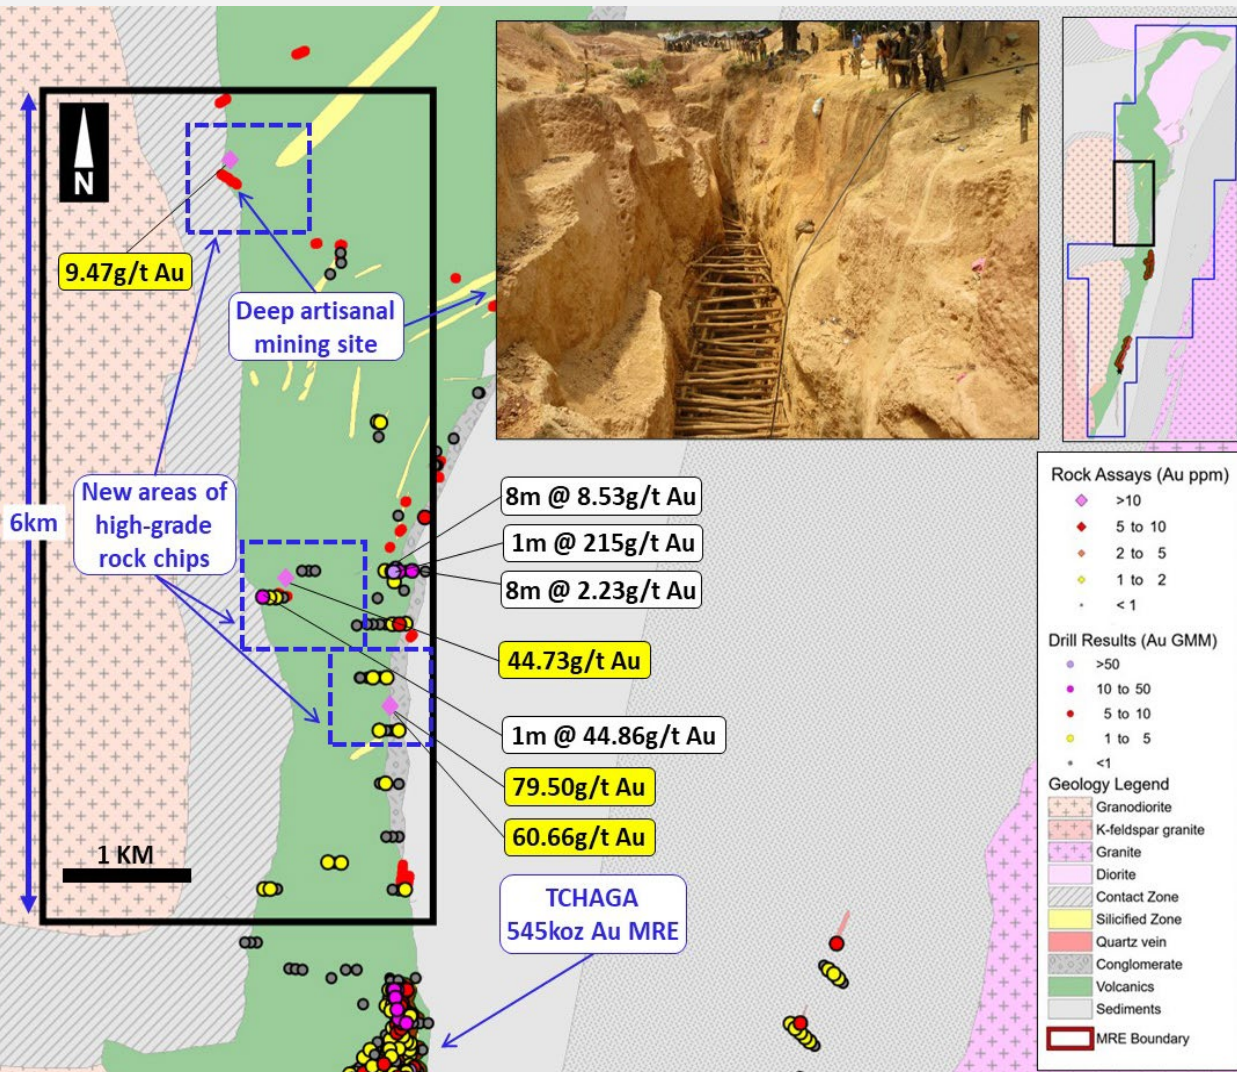 N
9.47g/t Au
Deep artisanal
mining site
New areas of
high-grade
rock chips
6km
8m @ 8.53g/t Au
1m @ 215g/t Au
8m @ 2.23g/t Au
44.73g/t Au
1m @ 44.86g/t Au
79.50g/t Au
60.66g/t Au
1 KM
TCHAGA
545koz Au MRE
Rock Assays (Au ppm)
>10
5 to 10
2 to 5
1 to 2
< 1
Drill Results (Au GMM)
>50
10 to 50
5 to 10
1 to 5
<1
Geology Legend
Granodiorite
K-feldspar granite
Granite
Diorite
Contact Zone
Silicified Zone
Quartz vein
Conglomerate
Volcanics
Sediments
MRE Boundary